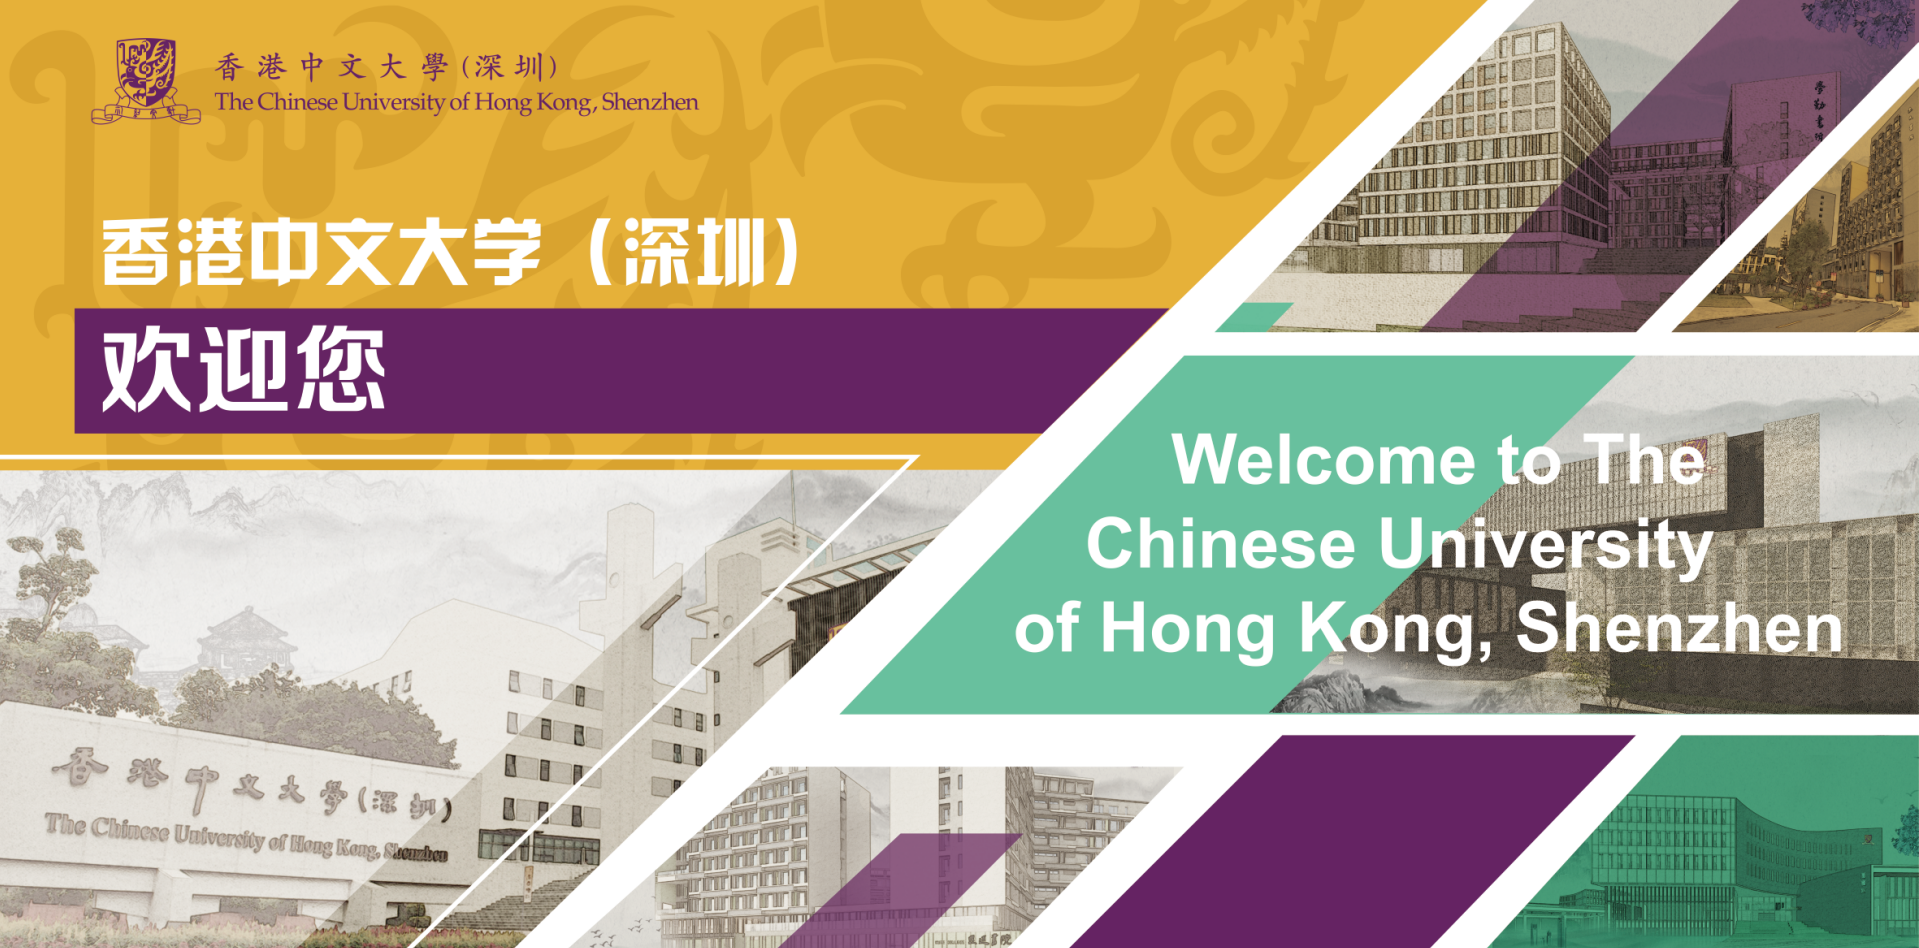 香港中文大學(深圳)
The Chinese University of Hong Kong, Shenzhen
香港中文大学（深圳）
欢迎您
Welcome to The
Chinese University
of Hong Kong, Shenzhen
香港中文大學(深圳)
The Chinese University of Hong Kong, Shenzhen